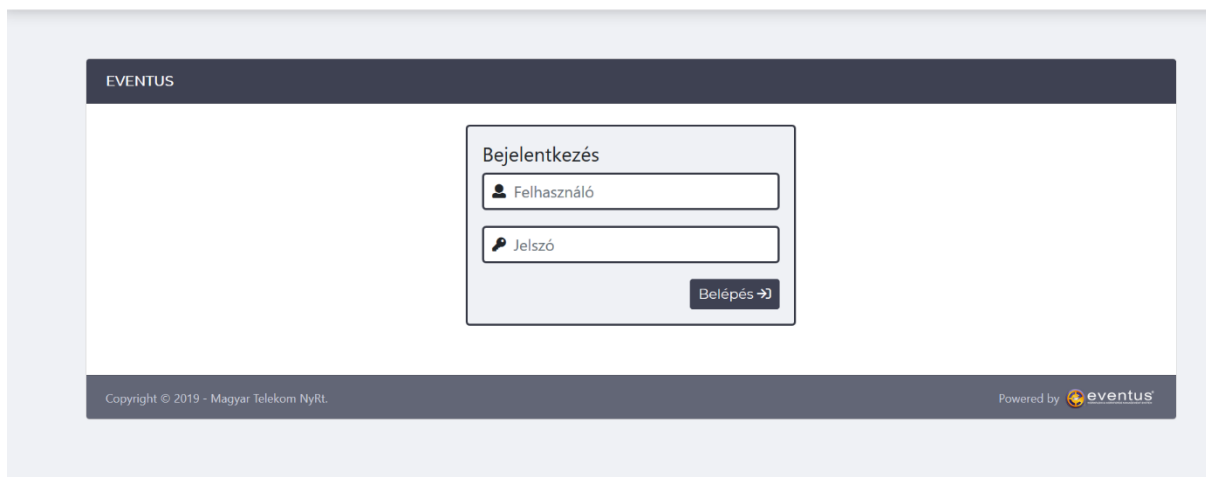 EVENTUS
Bejelentkezés
Felhasználó
Jelszó
Belépés
Copyright © 2019 - Magyar Telekom NyRt.
Powered by eventus